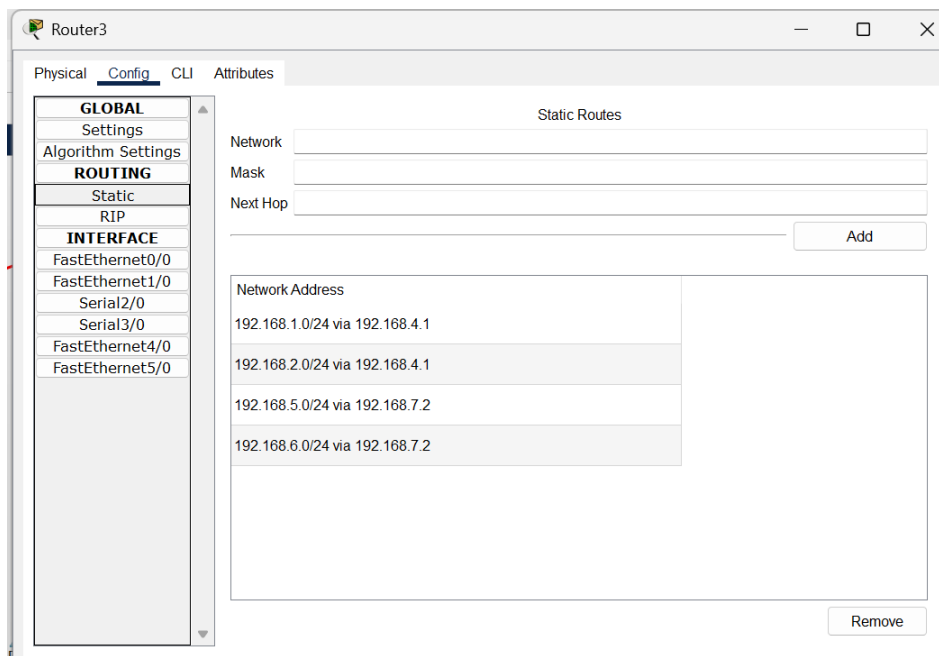 Router3
Physical Config CLI Attributes
GLOBAL
Settings
Algorithm Settings
ROUTING
Static
RIP
INTERFACE
FastEthernet0/0
FastEthernet1/0
Serial2/0
Serial3/0
FastEthernet4/0
FastEthernet5/0
Static Routes
Network
Mask
Next Hop
Add
Network Address
192.168.1.0/24 via 192.168.4.1
192.168.2.0/24 via 192.168.4.1
192.168.5.0/24 via 192.168.7.2
192.168.6.0/24 via 192.168.7.2
Remove